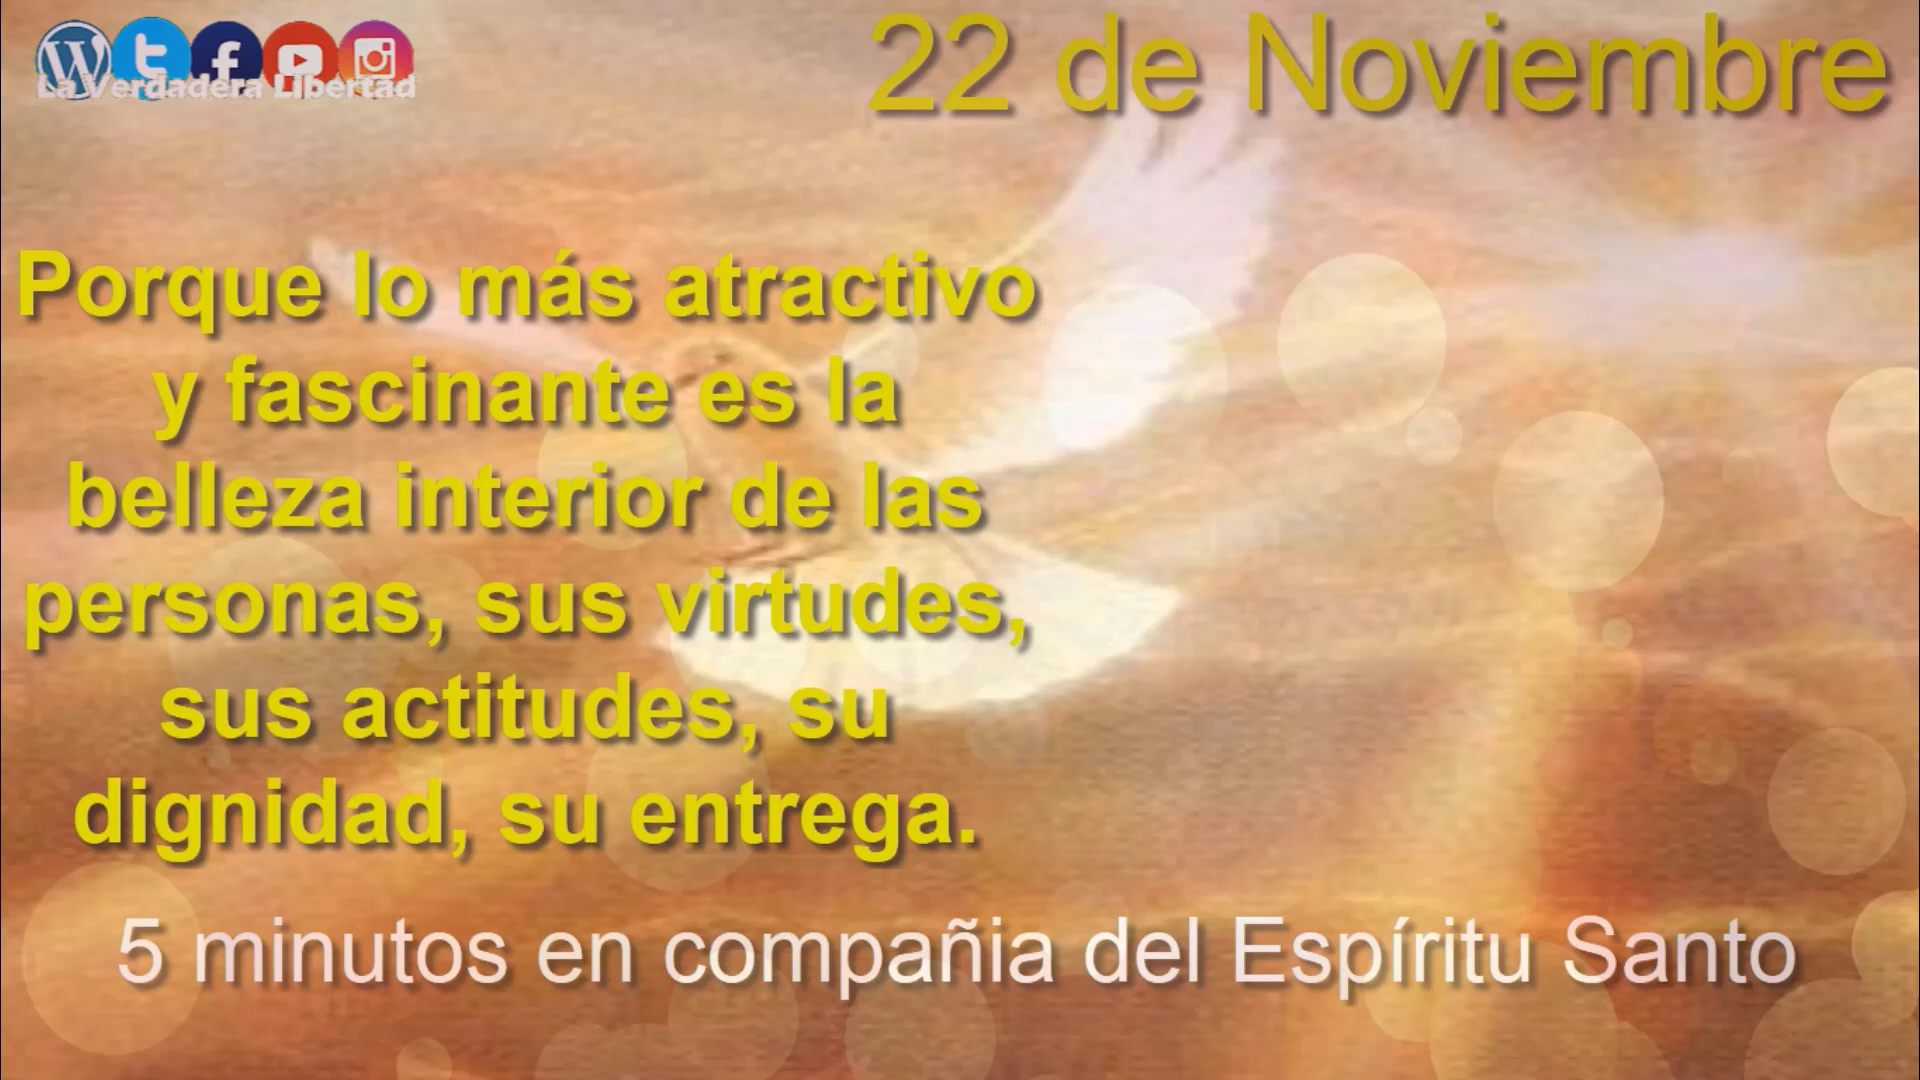 La Verdadera Libertad
22 de Noviembre
Porque lo más atractivo
y fascinante es la
belleza interior de las
personas, sus virtudes,
sus actitudes, su
dignidad, su entrega.
5 minutos en compañia del Espíritu Santo